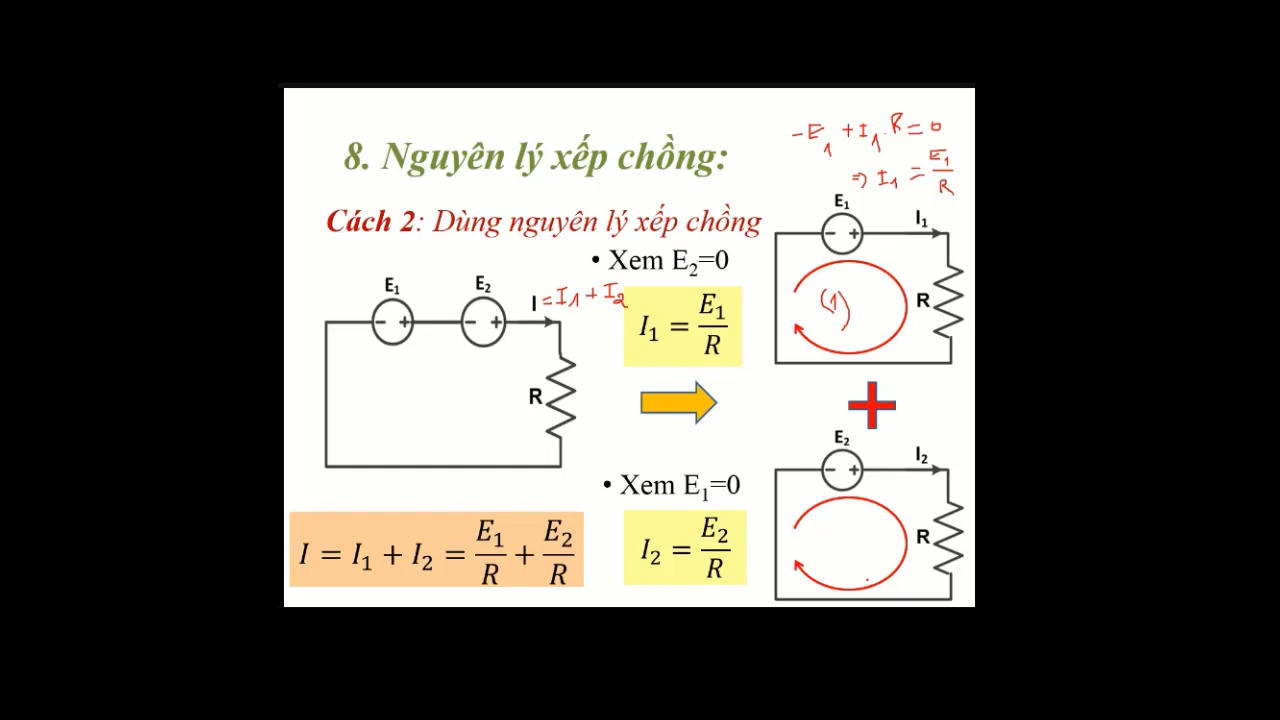 8. Nguyên lý xếp chồng:
Cách 2: Dùng nguyên lý xếp chồng
-E1 + I1.R = 0
=> I1 = E1/R
• Xem E2=0
I1 = E1/R
E1 E2 I = I1 + I2
R
E1 I1
- +
(1) R
- + - +
+
• Xem E1=0
I2 = E2/R
E2 I2
- +
R
I = I1 + I2 = E1/R + E2/R